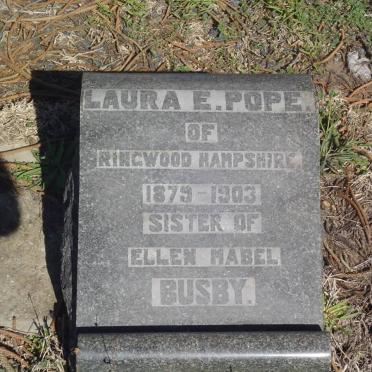 LAURA E. POPE.
OF
RINGWOOD HAMPSHIRE
1879-1903
SISTER OF
ELLEN MABEL
BUSBY.